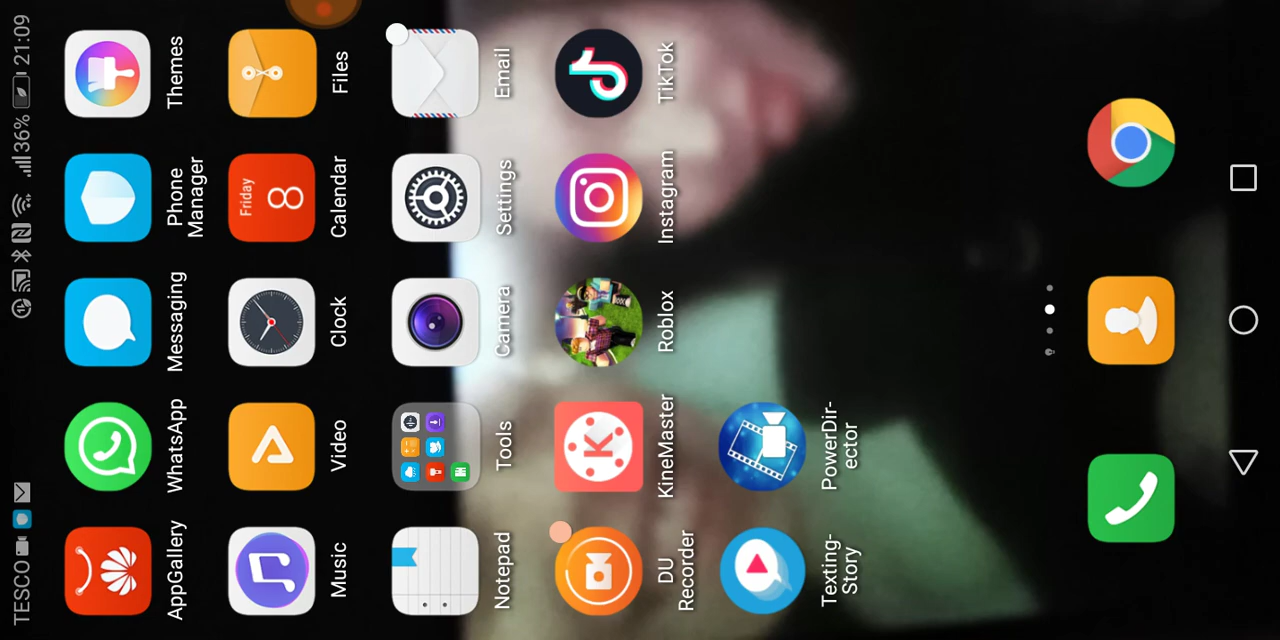 TESCO
36%
21:09
AppGallery
WhatsApp
Messaging
Phone
Manager
Themes
Music
Video
Clock
Friday
8
Calendar
Files
Notepad
Tools
Camera
Settings
Email
DU
Recorder
K
KineMaster
Roblox
Instagram
TikTok
Texting-
Story
PowerDir-
ector